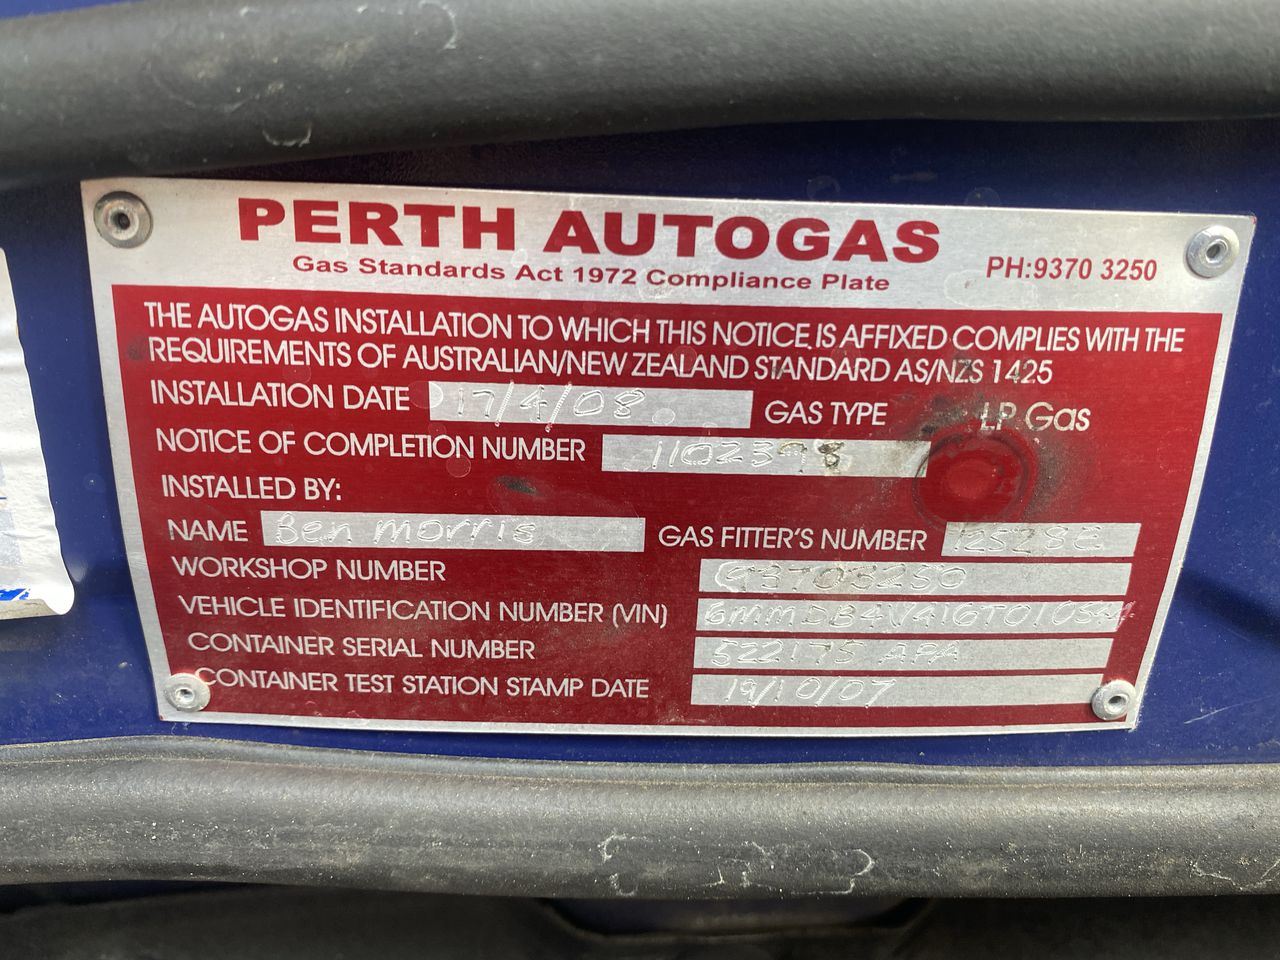 PERTH AUTOGAS
Gas Standards Act 1972 Compliance Plate
PH:9370 3250
THE AUTOGAS INSTALLATION TO WHICH THIS NOTICE IS AFFIXED COMPLIES WITH THE
REQUIREMENTS OF AUSTRALIAN/NEW ZEALAND STANDARD AS/NZS 1425
INSTALLATION DATE 17/4/08. GAS TYPE LP Gas
NOTICE OF COMPLETION NUMBER
INSTALLED BY:
NAME Ben morris GAS FITTER'S NUMBER
WORKSHOP NUMBER
VEHICLE IDENTIFICATION NUMBER (VIN)
CONTAINER SERIAL NUMBER 522175 APA
CONTAINER TEST STATION STAMP DATE 19/10/07